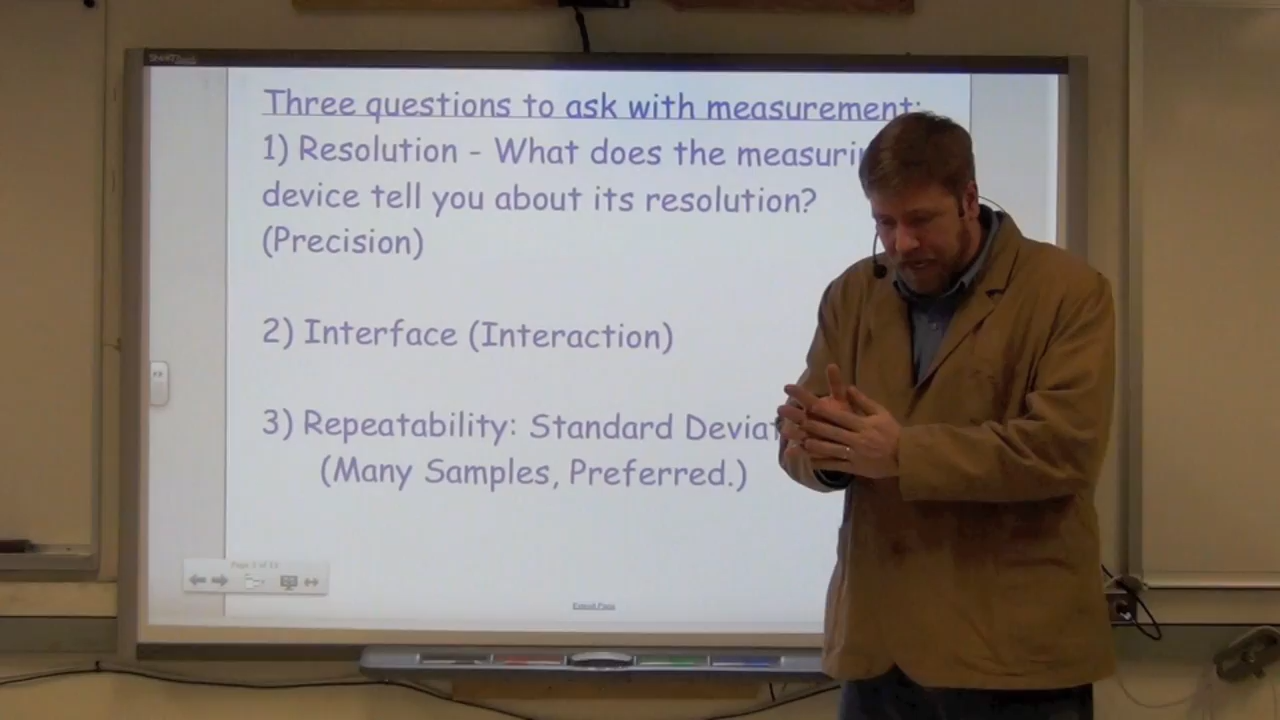 Three questions to ask with measurement:
1) Resolution - What does the measuri
device tell you about its resolution?
(Precision)
2) Interface (Interaction)
3) Repeatability: Standard Deviat
(Many Samples, Preferred.)